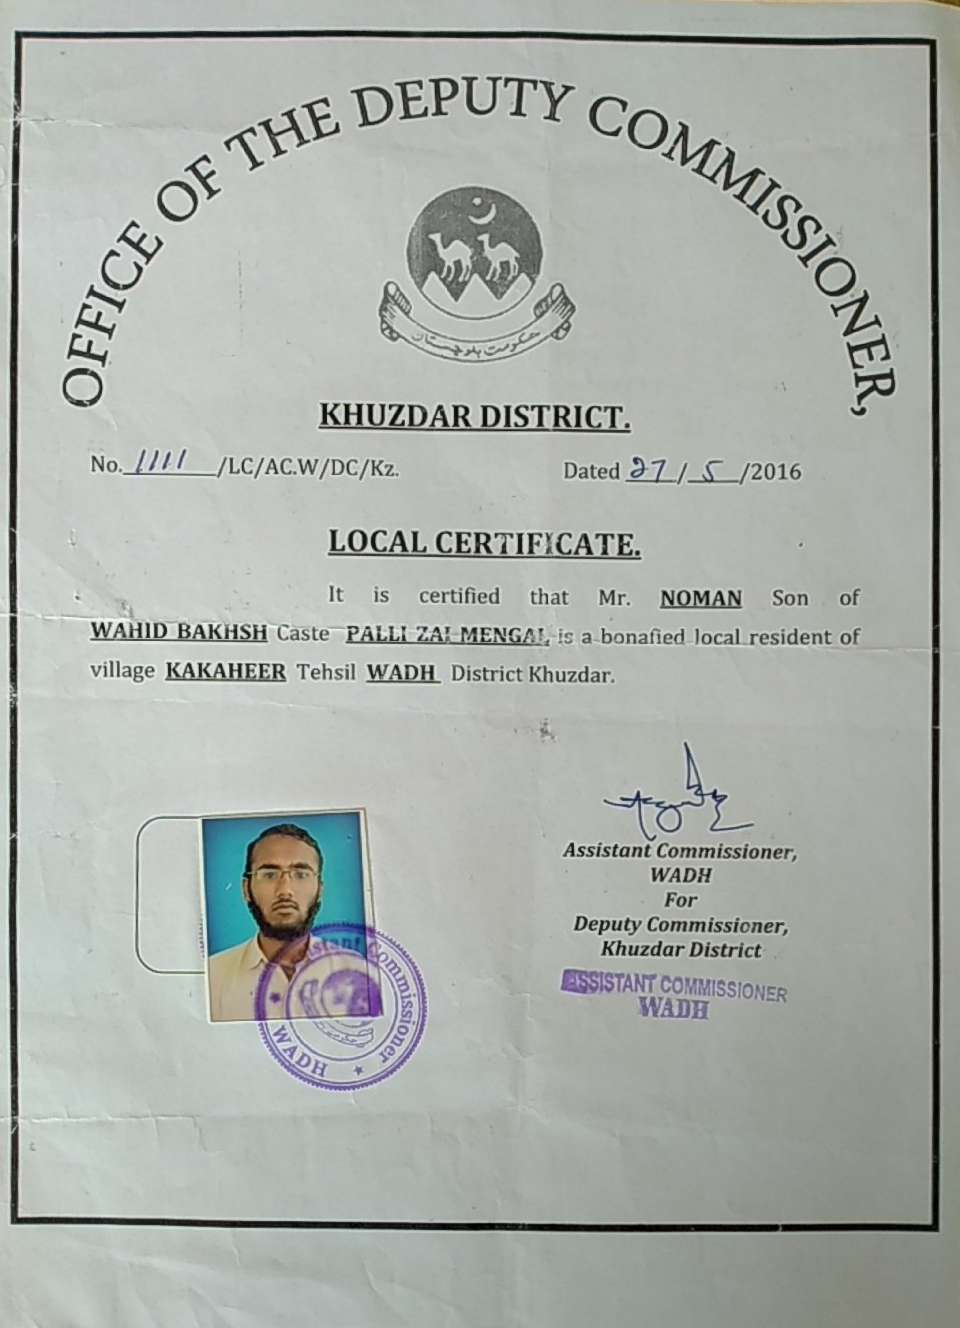 OFFICE OF THE DEPUTY COMMISSIONER,
حکومت بلوچستان
KHUZDAR DISTRICT.
No. 1111 /LC/AC.W/DC/Kz. Dated 27 / 5 /2016
LOCAL CERTIFICATE.
It is certified that Mr. NOMAN Son of
WAHID BAKHSH Caste PALLI ZAI MENGAL is a bonafied local resident of
village KAKAHEER Tehsil WADH District Khuzdar.
Assistant Commissioner,
WADH
For
Deputy Commissioner,
Khuzdar District
ASSISTANT COMMISSIONER
WADH
Assistant Commissioner
WADH